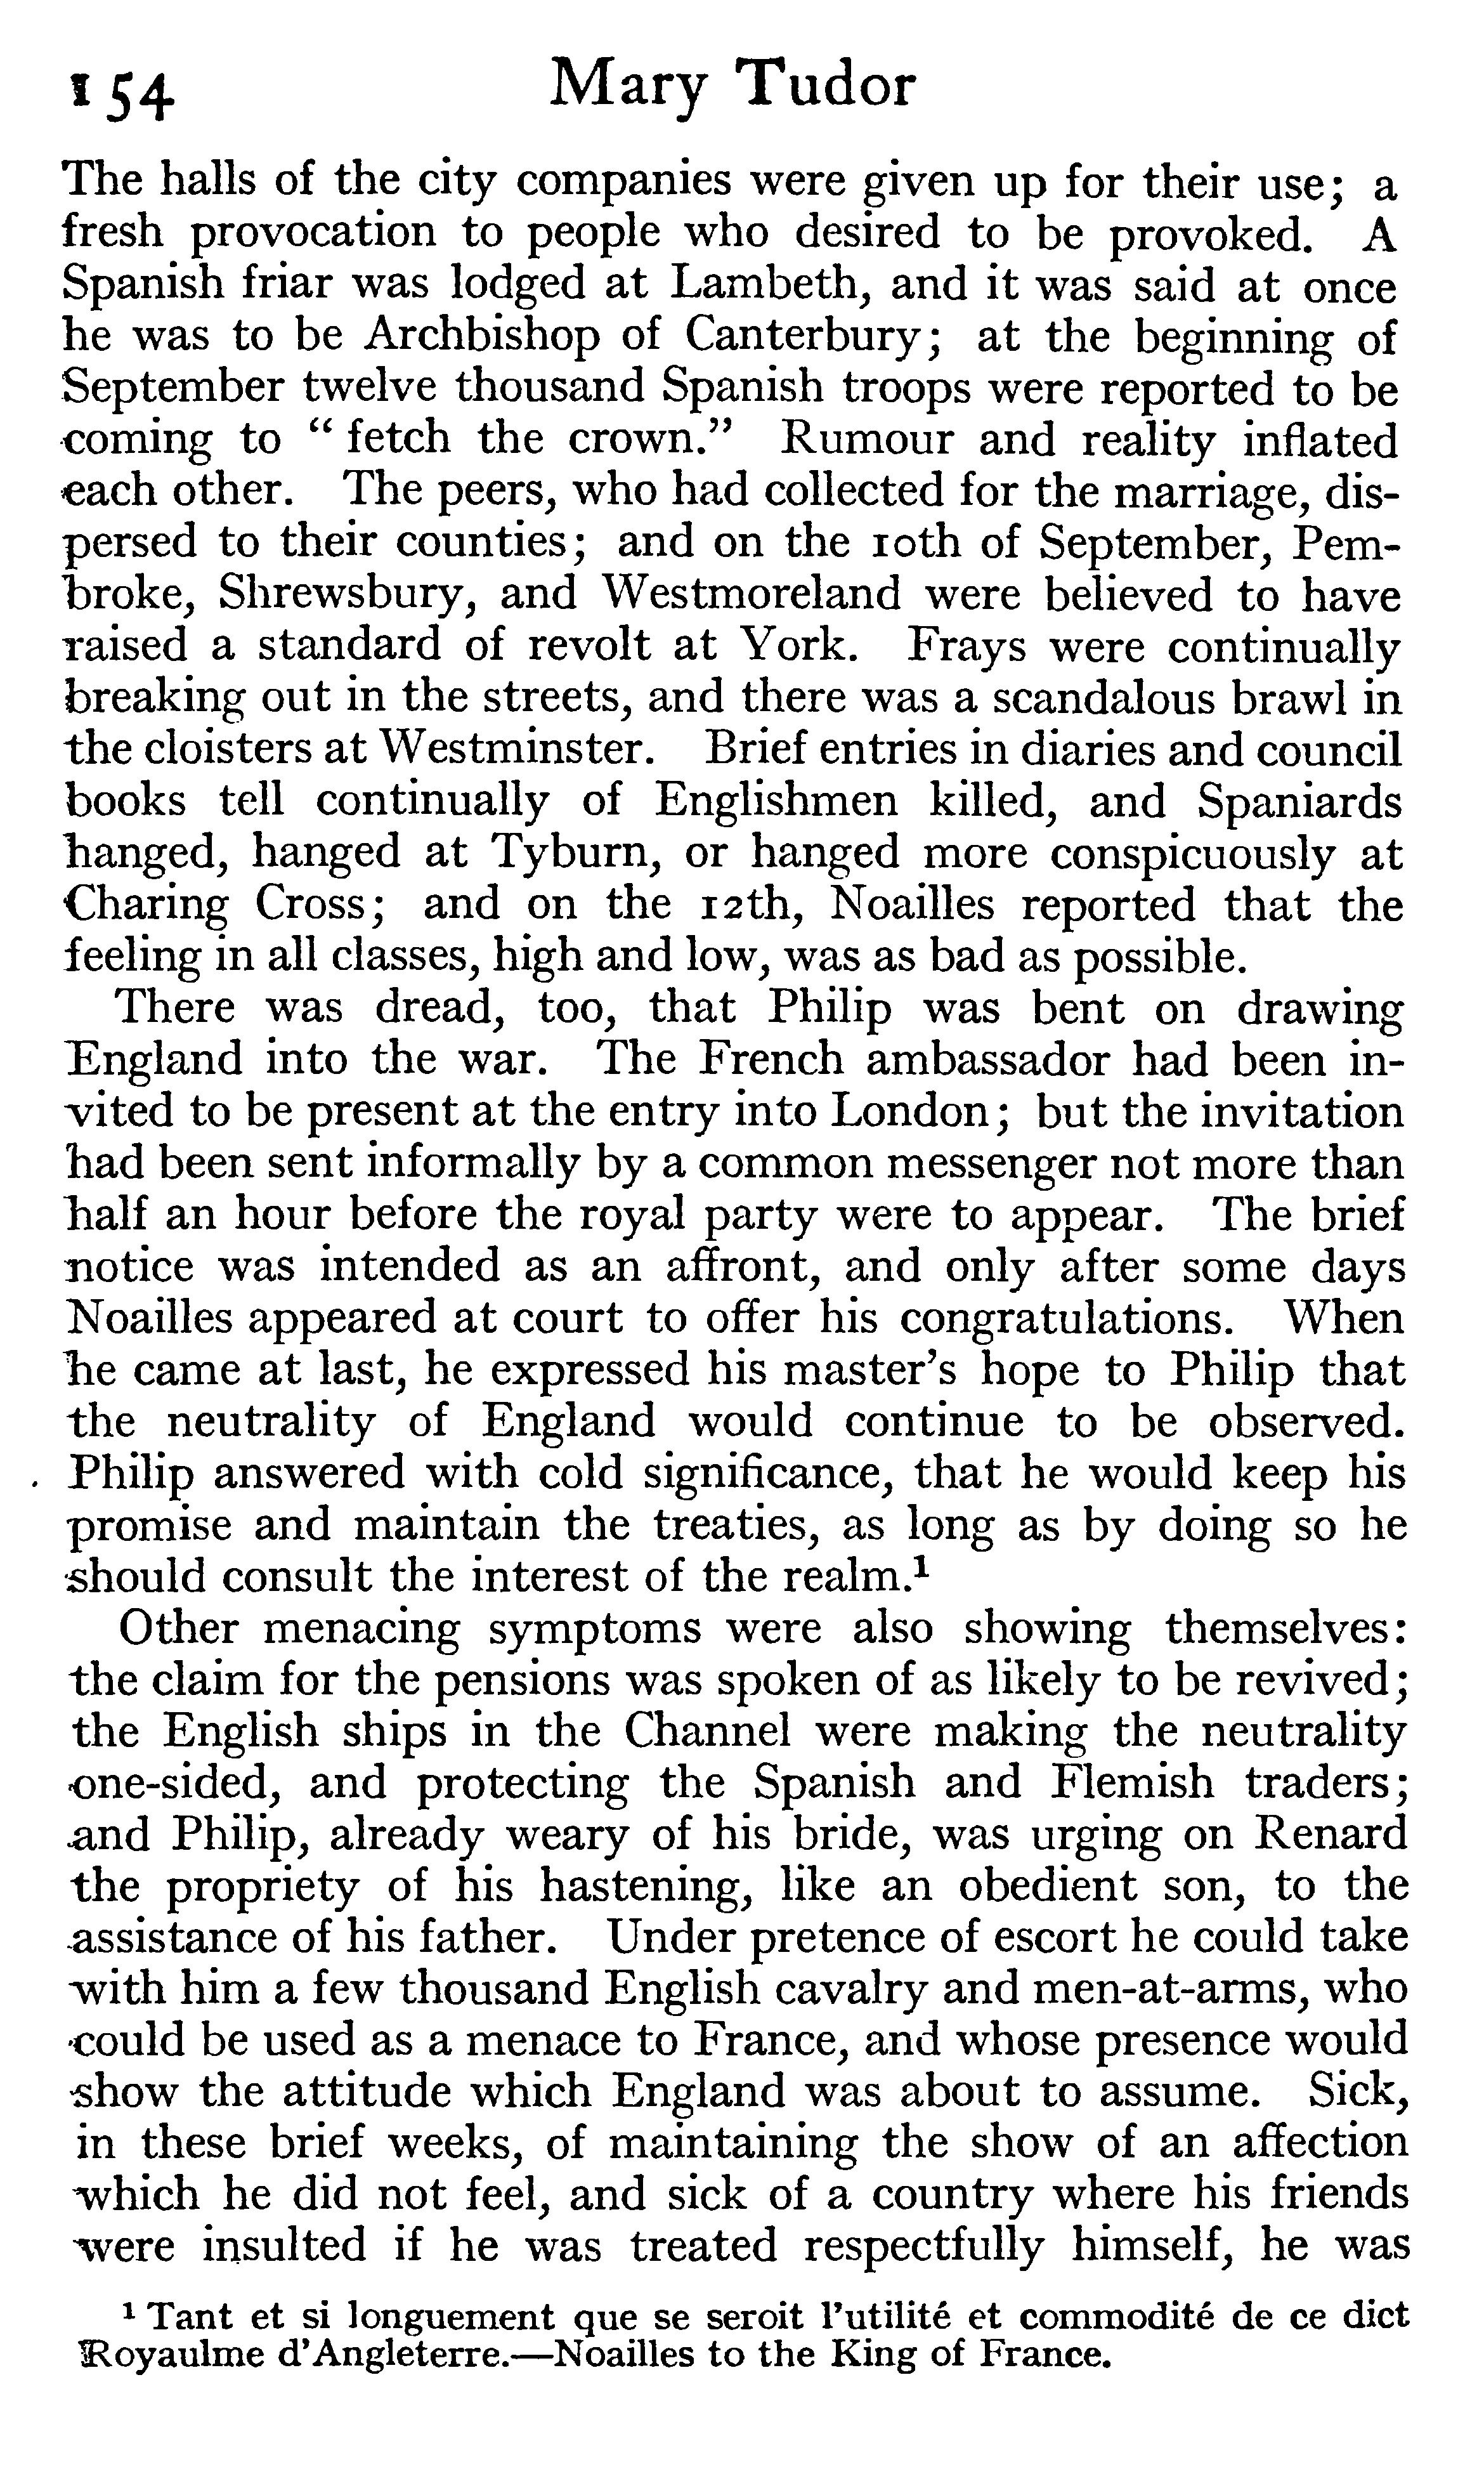 154 Mary Tudor
The halls of the city companies were given up for their use; a
fresh provocation to people who desired to be provoked. A
Spanish friar was lodged at Lambeth, and it was said at once
he was to be Archbishop of Canterbury; at the beginning of
September twelve thousand Spanish troops were reported to be
coming to “ fetch the crown.” Rumour and reality inflated
each other. The peers, who had collected for the marriage, dis-
persed to their counties; and on the 10th of September, Pem-
broke, Shrewsbury, and Westmoreland were believed to have
raised a standard of revolt at York. Frays were continually
breaking out in the streets, and there was a scandalous brawl in
the cloisters at Westminster. Brief entries in diaries and council
books tell continually of Englishmen killed, and Spaniards
hanged, hanged at Tyburn, or hanged more conspicuously at
Charing Cross; and on the 12th, Noailles reported that the
feeling in all classes, high and low, was as bad as possible.
There was dread, too, that Philip was bent on drawing
England into the war. The French ambassador had been in-
vited to be present at the entry into London; but the invitation
had been sent informally by a common messenger not more than
half an hour before the royal party were to appear. The brief
notice was intended as an affront, and only after some days
Noailles appeared at court to offer his congratulations. When
he came at last, he expressed his master’s hope to Philip that
the neutrality of England would continue to be observed.
Philip answered with cold significance, that he would keep his
promise and maintain the treaties, as long as by doing so he
should consult the interest of the realm.¹
Other menacing symptoms were also showing themselves:
the claim for the pensions was spoken of as likely to be revived;
the English ships in the Channel were making the neutrality
one-sided, and protecting the Spanish and Flemish traders;
and Philip, already weary of his bride, was urging on Renard
the propriety of his hastening, like an obedient son, to the
assistance of his father. Under pretence of escort he could take
with him a few thousand English cavalry and men-at-arms, who
could be used as a menace to France, and whose presence would
show the attitude which England was about to assume. Sick,
in these brief weeks, of maintaining the show of an affection
which he did not feel, and sick of a country where his friends
were insulted if he was treated respectfully himself, he was
¹ Tant et si longuement que se seroit l’utilité et commodité de ce dict
Royaulme d’Angleterre.—Noailles to the King of France.